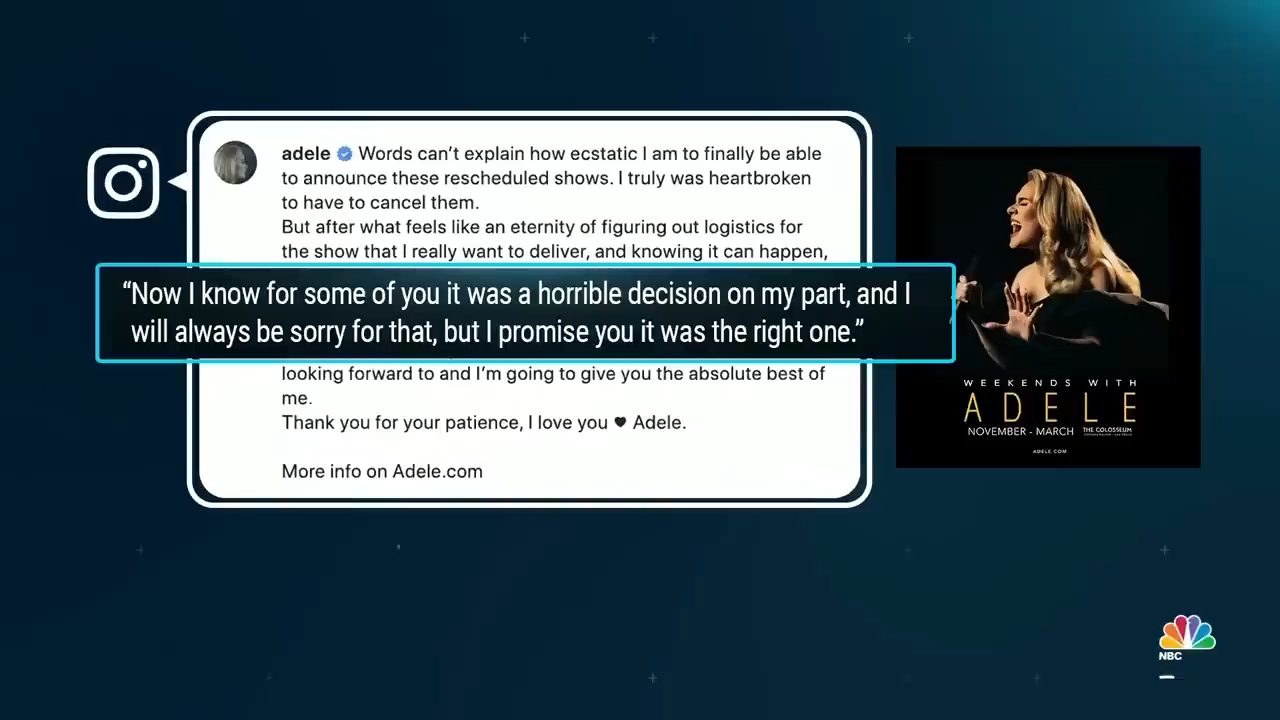 adele Words can’t explain how ecstatic I am to finally be able
to announce these rescheduled shows. I truly was heartbroken
to have to cancel them.
But after what feels like an eternity of figuring out logistics for
the show that I really want to deliver, and knowing it can happen,
“Now I know for some of you it was a horrible decision on my part, and I
will always be sorry for that, but I promise you it was the right one.”
looking forward to and I’m going to give you the absolute best of
me.
Thank you for your patience, I love you ♥ Adele.
More info on Adele.com
WEEKENDS WITH
ADELE
NOVEMBER - MARCH THE COLOSSEUM
ADELE.COM
NBC